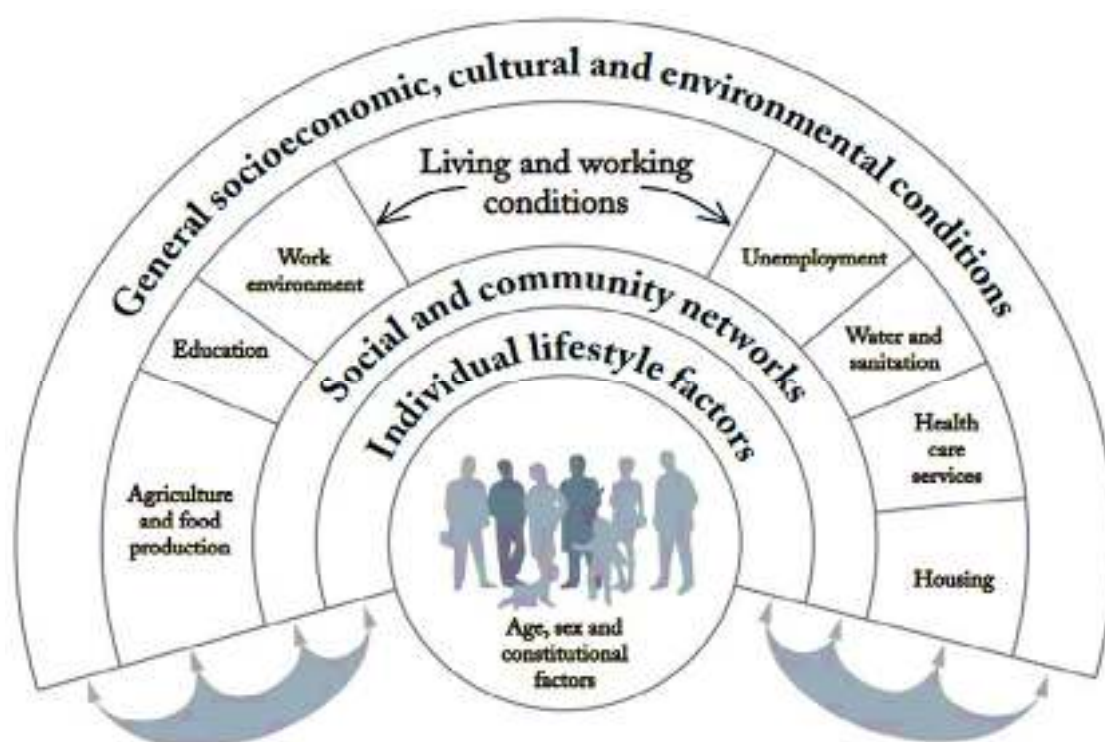 General socioeconomic, cultural and environmental conditions
Living and working
conditions
Work
environment
Unemployment
Education
Water and
sanitation
Agriculture
and food
production
Health
care
services
Housing
Social and community networks
Individual lifestyle factors
Age, sex and
constitutional
factors